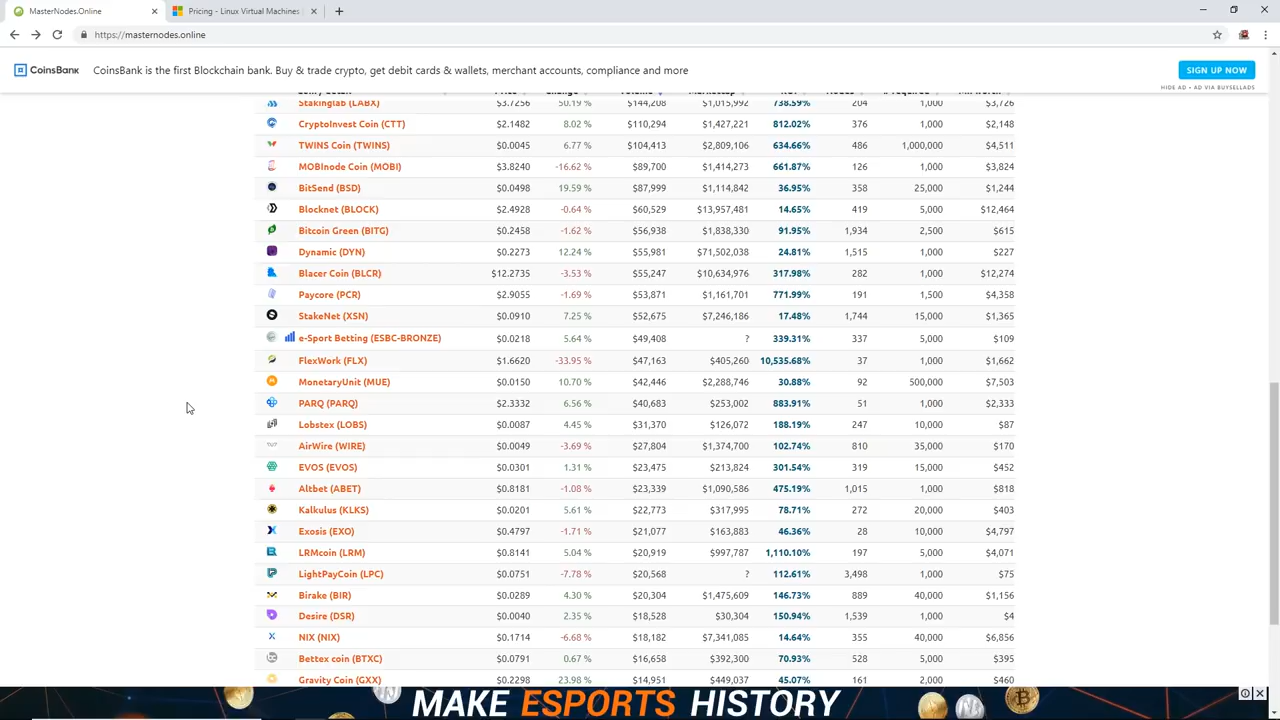 MasterNodes.Online
Pricing - Linux Virtual Machines
https://masternodes.online
CoinsBank CoinsBank is the first Blockchain bank. Buy & trade crypto, get debit cards & wallets, merchant accounts, compliance and more SIGN UP NOW
HIDE AD • AD VIA BUYSELLADS
Stakinglab (LABX) $3.7256 50.19 % $144,208 $1,015,992 738.59% 204 1,000 $3,726
CryptoInvest Coin (CTT) $2.1482 8.02 % $110,294 $1,427,221 812.02% 376 1,000 $2,148
TWINS Coin (TWINS) $0.0045 6.77 % $104,413 $2,809,106 634.66% 486 1,000,000 $4,511
MOBInode Coin (MOBI) $3.8240 -16.62 % $89,700 $1,414,273 661.87% 126 1,000 $3,824
BitSend (BSD) $0.0498 19.59 % $87,999 $1,114,842 36.95% 358 25,000 $1,244
Blocknet (BLOCK) $2.4928 -0.64 % $60,529 $13,957,481 14.65% 419 5,000 $12,464
Bitcoin Green (BITG) $0.2458 -1.62 % $56,938 $1,838,330 91.95% 1,934 2,500 $615
Dynamic (DYN) $0.2273 12.24 % $55,981 $71,502,038 24.81% 1,515 1,000 $227
Blacer Coin (BLCR) $12.2735 -3.53 % $55,247 $10,634,976 317.98% 282 1,000 $12,274
Paycore (PCR) $2.9055 -1.69 % $53,871 $1,161,701 771.99% 191 1,500 $4,358
StakeNet (XSN) $0.0910 7.25 % $52,675 $7,246,186 17.48% 1,744 15,000 $1,365
e-Sport Betting (ESBC-BRONZE) $0.0218 5.64 % $49,408 ? 339.31% 337 5,000 $109
FlexWork (FLX) $1.6620 -33.95 % $47,163 $405,260 10,535.68% 37 1,000 $1,662
MonetaryUnit (MUE) $0.0150 10.70 % $42,446 $2,288,746 30.88% 92 500,000 $7,503
PARQ (PARQ) $2.3332 6.56 % $40,683 $253,002 883.91% 51 1,000 $2,333
Lobstex (LOBS) $0.0087 4.45 % $31,370 $126,072 188.19% 247 10,000 $87
AirWire (WIRE) $0.0049 -3.69 % $27,804 $1,374,700 102.74% 810 35,000 $170
EVOS (EVOS) $0.0301 1.31 % $23,475 $213,824 301.54% 319 15,000 $452
Altbet (ABET) $0.8181 -1.08 % $23,339 $1,090,586 475.19% 1,015 1,000 $818
Kalkulus (KLKS) $0.0201 5.61 % $22,773 $317,995 78.71% 272 20,000 $403
Exosis (EXO) $0.4797 -1.71 % $21,077 $163,883 46.36% 28 10,000 $4,797
LRMcoin (LRM) $0.8141 5.04 % $20,919 $997,787 1,110.10% 197 5,000 $4,071
LightPayCoin (LPC) $0.0751 -7.78 % $20,568 ? 112.61% 3,498 1,000 $75
Birake (BIR) $0.0289 4.30 % $20,304 $1,475,609 146.73% 889 40,000 $1,156
Desire (DSR) $0.0040 2.35 % $18,528 $30,304 150.94% 1,539 1,000 $4
NIX (NIX) $0.1714 -6.68 % $18,182 $7,341,085 14.64% 355 40,000 $6,856
Bettex coin (BTXC) $0.0791 0.67 % $16,658 $392,300 70.93% 528 5,000 $395
Gravity Coin (GXX) $0.2298 23.98 % $14,951 $449,037 45.07% 161 2,000 $460
MAKE ESPORTS HISTORY